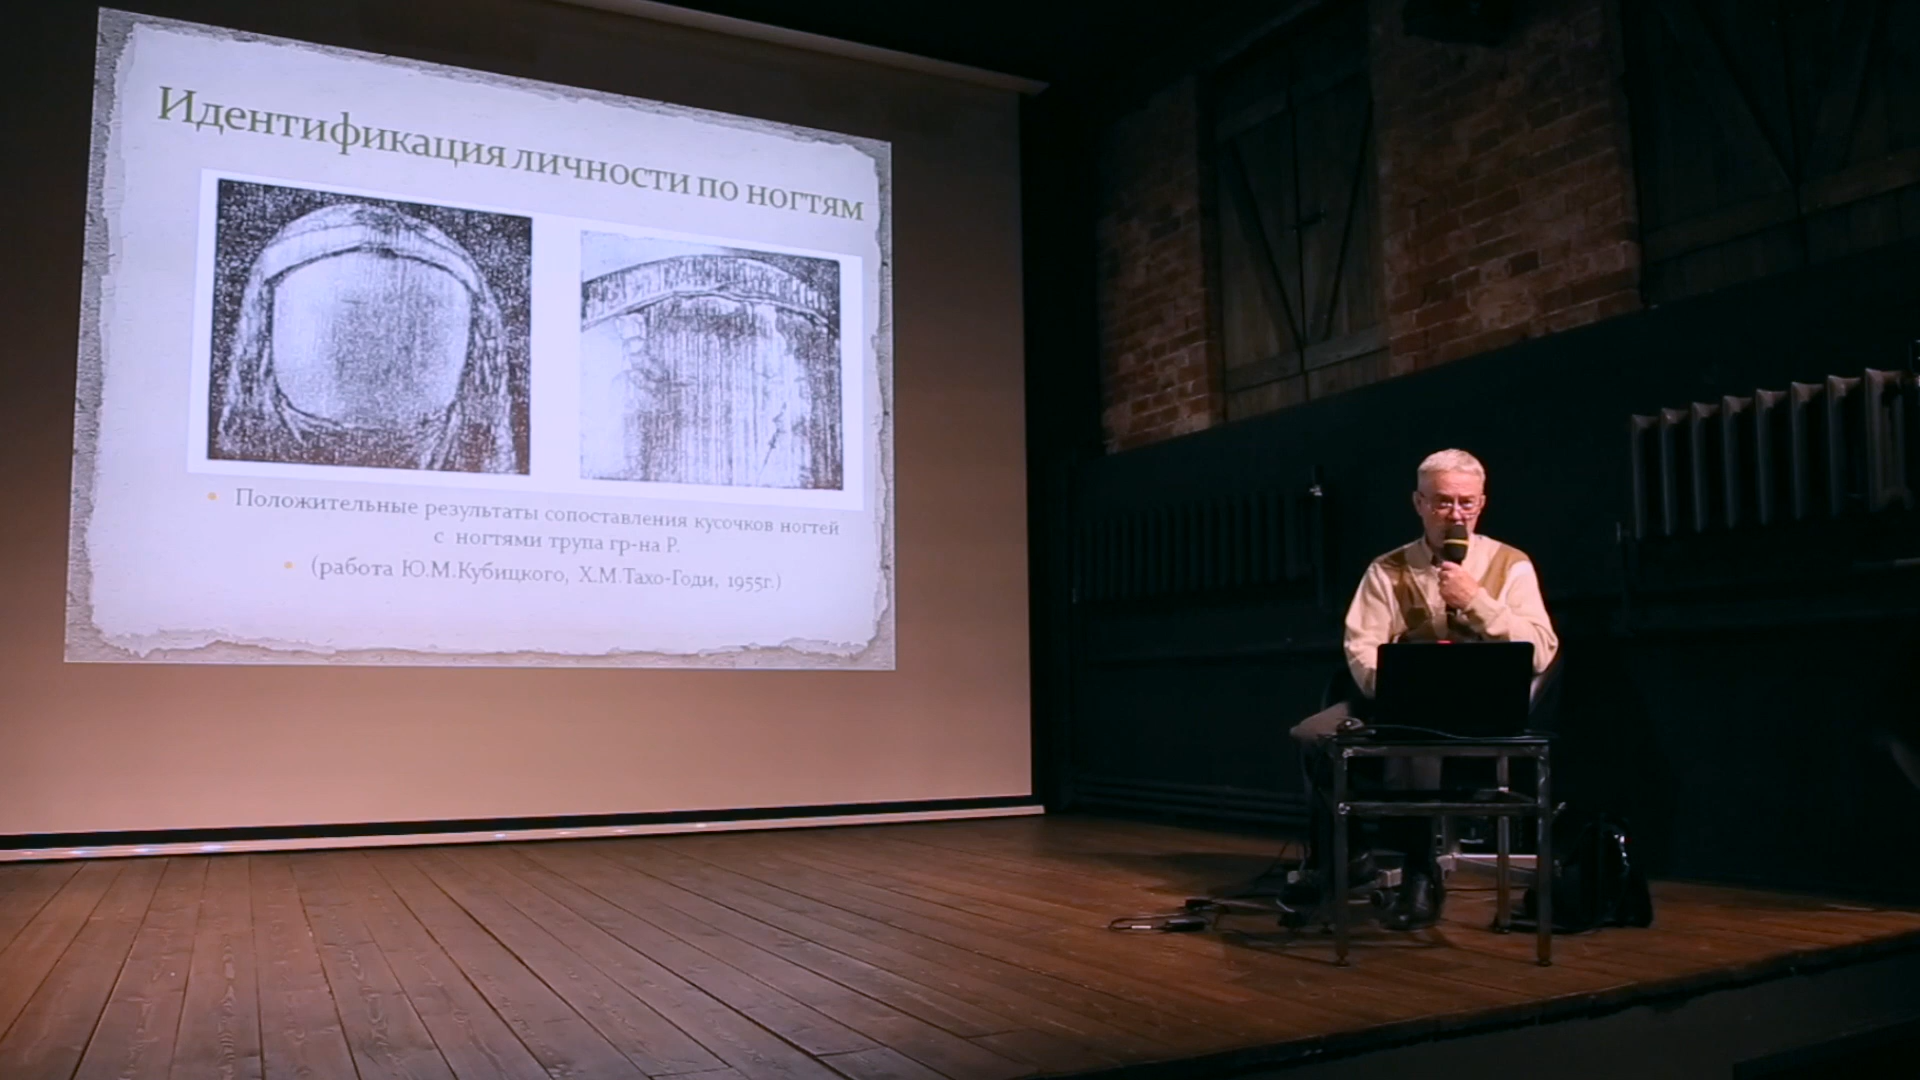 Идентификация личности по ногтям
Положительные результаты сопоставления кусочков ногтей
с ногтями трупа гр-на Р.
(работа Ю.М.Кубицкого, Х.М.Тахо-Годи, 1955г.)